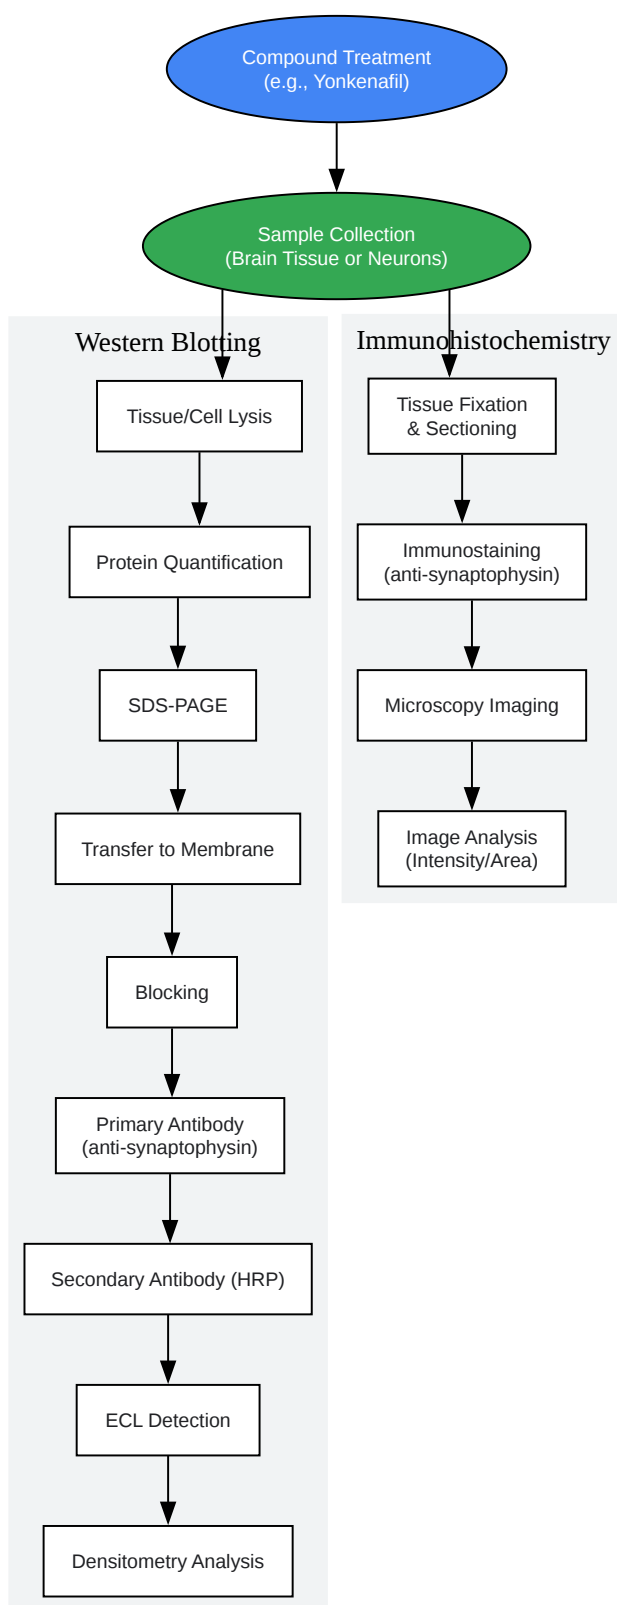 Compound Treatment
(e.g., Yonkenafil)
Sample Collection
(Brain Tissue or Neurons)
Western Blotting
Tissue/Cell Lysis
Protein Quantification
SDS-PAGE
Transfer to Membrane
Blocking
Primary Antibody
(anti-synaptophysin)
Secondary Antibody (HRP)
ECL Detection
Densitometry Analysis
Immunohistochemistry
Tissue Fixation
& Sectioning
Immunostaining
(anti-synaptophysin)
Microscopy Imaging
Image Analysis
(Intensity/Area)